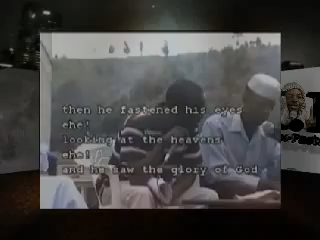 then he fastened his eyes
ehe!
looking at the heavens
ehe!
and he saw the glory of God